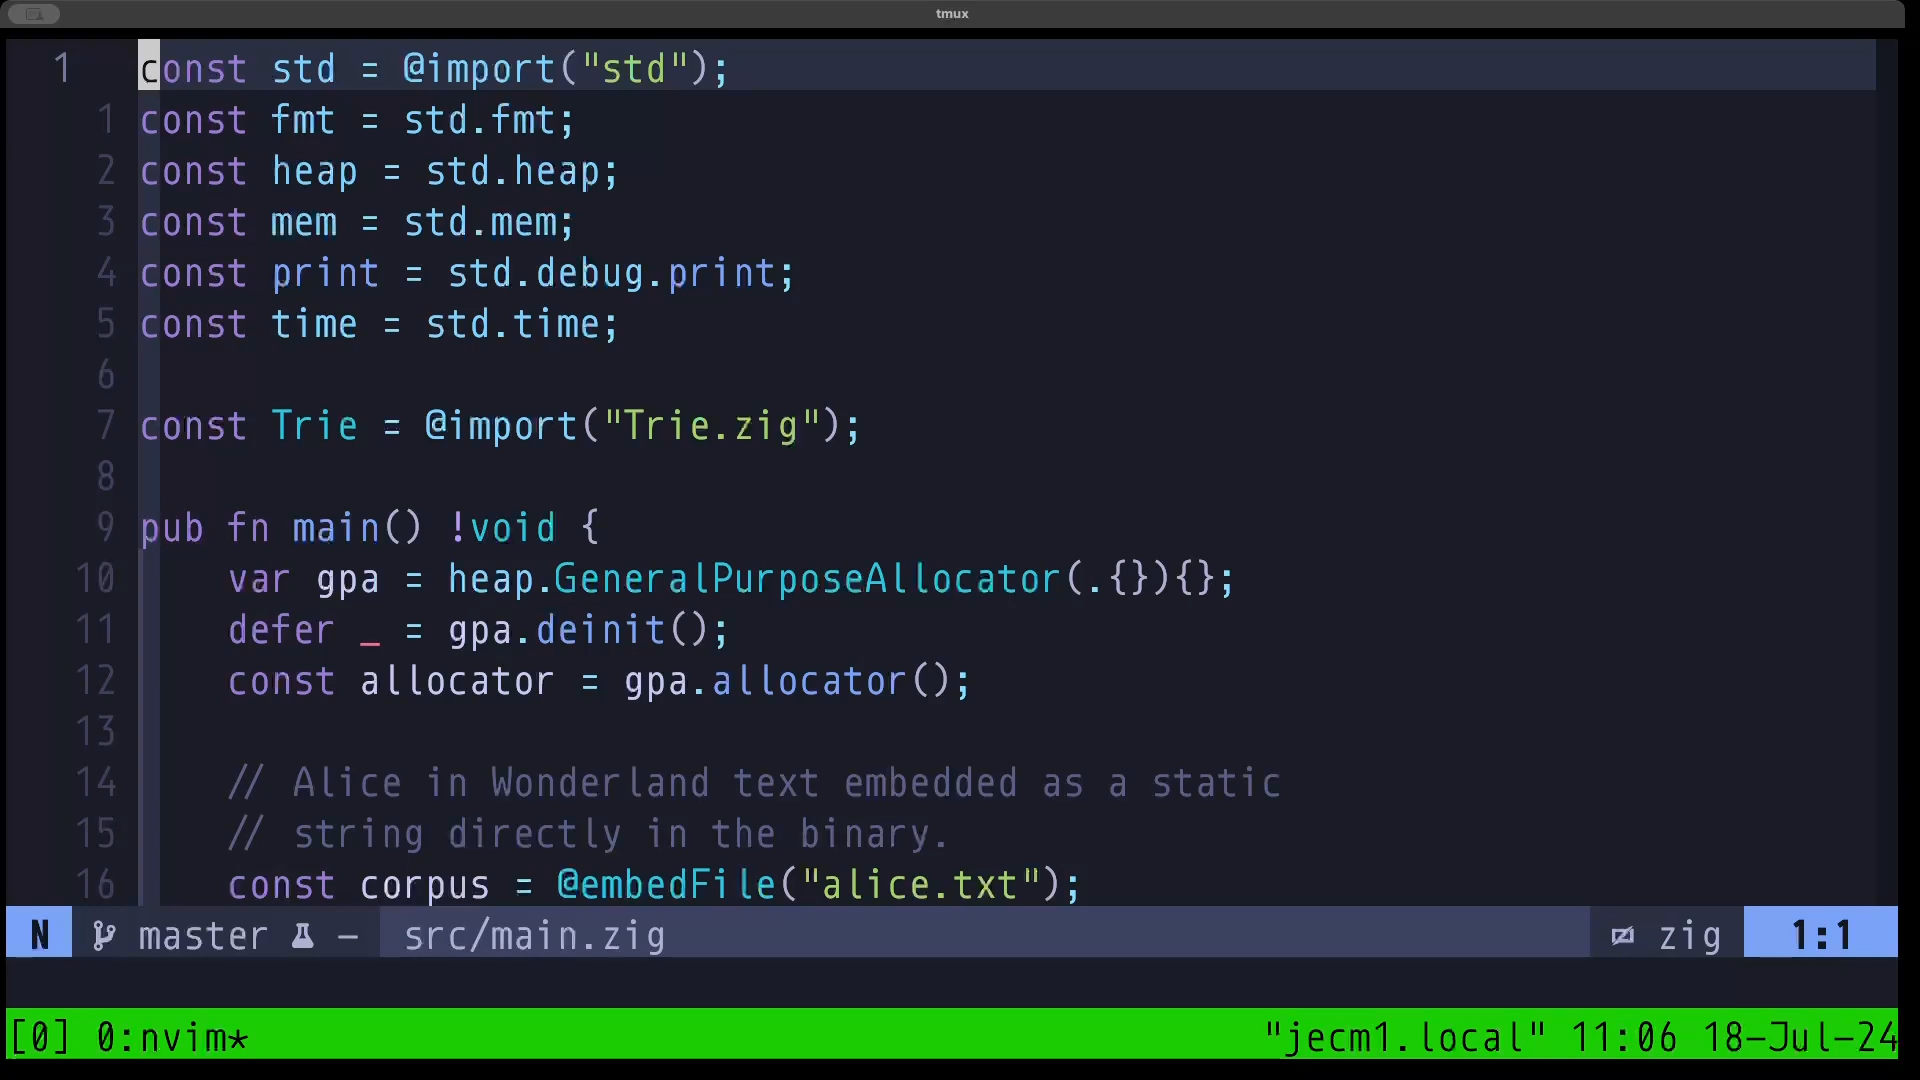 tmux
1 const std = @import("std");
1 const fmt = std.fmt;
2 const heap = std.heap;
3 const mem = std.mem;
4 const print = std.debug.print;
5 const time = std.time;
6
7 const Trie = @import("Trie.zig");
8
9 pub fn main() !void {
10     var gpa = heap.GeneralPurposeAllocator(.{}){};
11     defer _ = gpa.deinit();
12     const allocator = gpa.allocator();
13
14     // Alice in Wonderland text embedded as a static
15     // string directly in the binary.
16     const corpus = @embedFile("alice.txt");
N master – src/main.zig zig 1:1
[0] 0:nvim* "jecm1.local" 11:06 18-Jul-24